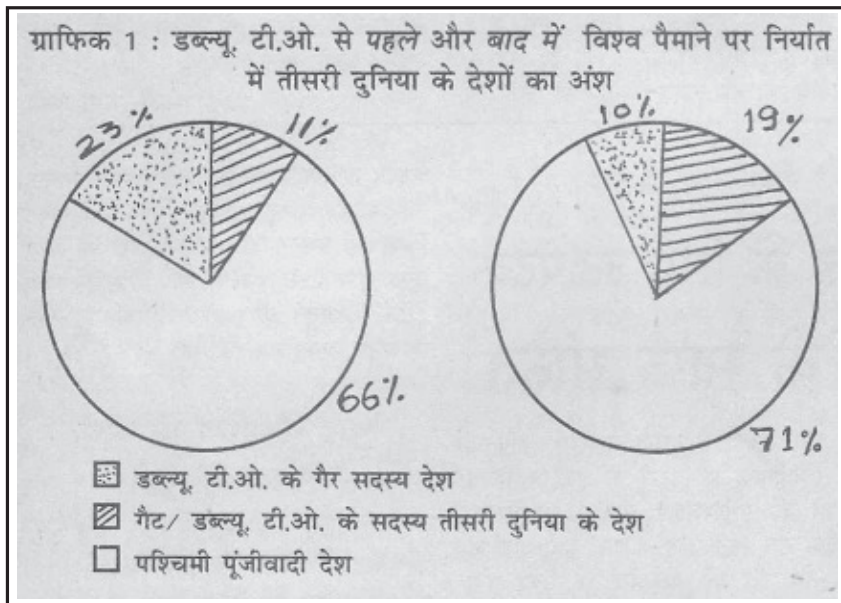 ग्राफिक 1 : डब्ल्यू. टी.ओ. से पहले और बाद में विश्व पैमाने पर निर्यात
में तीसरी दुनिया के देशों का अंश
23%
11%
66%
10%
19%
71%
डब्ल्यू. टी.ओ. के गैर सदस्य देश
गैट/ डब्ल्यू. टी.ओ. के सदस्य तीसरी दुनिया के देश
पश्चिमी पूंजीवादी देश